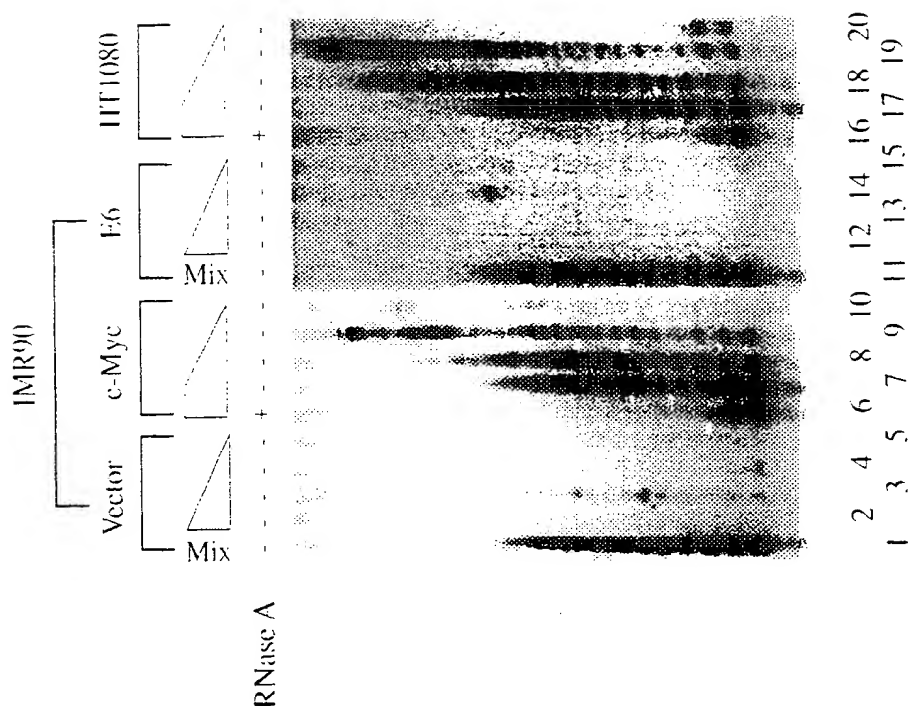 IMR90
Vector c-Myc E6 HT1080
Mix Mix
RNase A - - - - - + - - - - - - - - - + - - - -
1 2 3 4 5 6 7 8 9 10 11 12 13 14 15 16 17 18 19 20